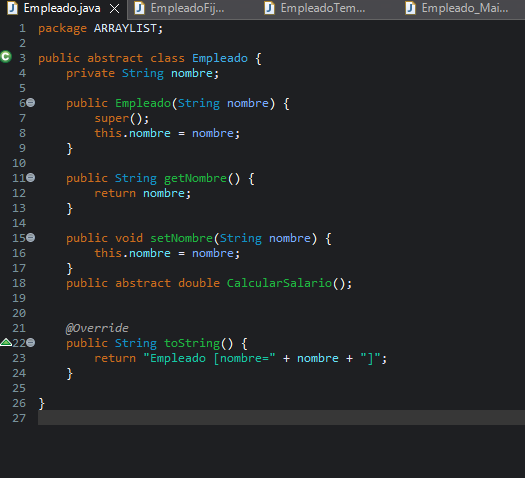 Empleado.java
EmpleadoFij...
EmpleadoTem...
Empleado_Mai...
1 package ARRAYLIST;
2
3 public abstract class Empleado {
4 private String nombre;
5
6 public Empleado(String nombre) {
7 super();
8 this.nombre = nombre;
9 }
10
11 public String getNombre() {
12 return nombre;
13 }
14
15 public void setNombre(String nombre) {
16 this.nombre = nombre;
17 }
18 public abstract double CalcularSalario();
19
20
21 @Override
22 public String toString() {
23 return "Empleado [nombre=" + nombre + "]";
24 }
25
26 }
27